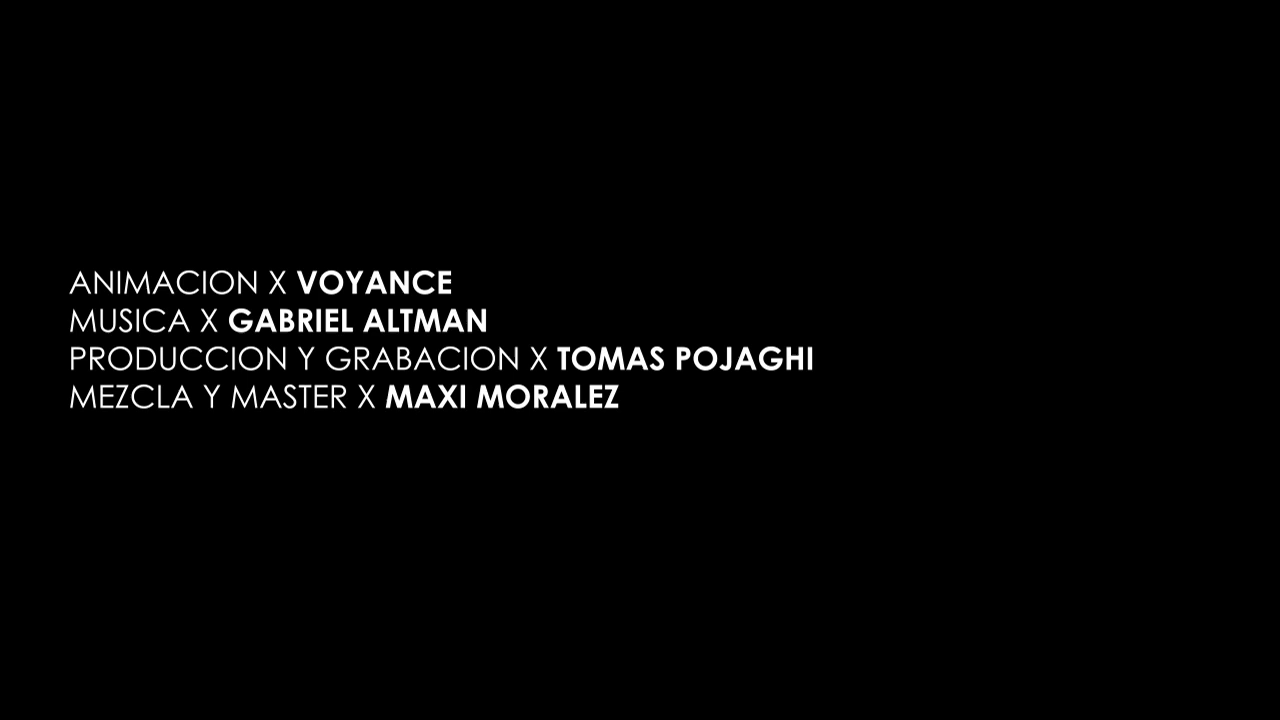 ANIMACION X VOYANCE
MUSICA X GABRIEL ALTMAN
PRODUCCION Y GRABACION X TOMAS POJAGHI
MEZCLA Y MASTER X MAXI MORALEZ